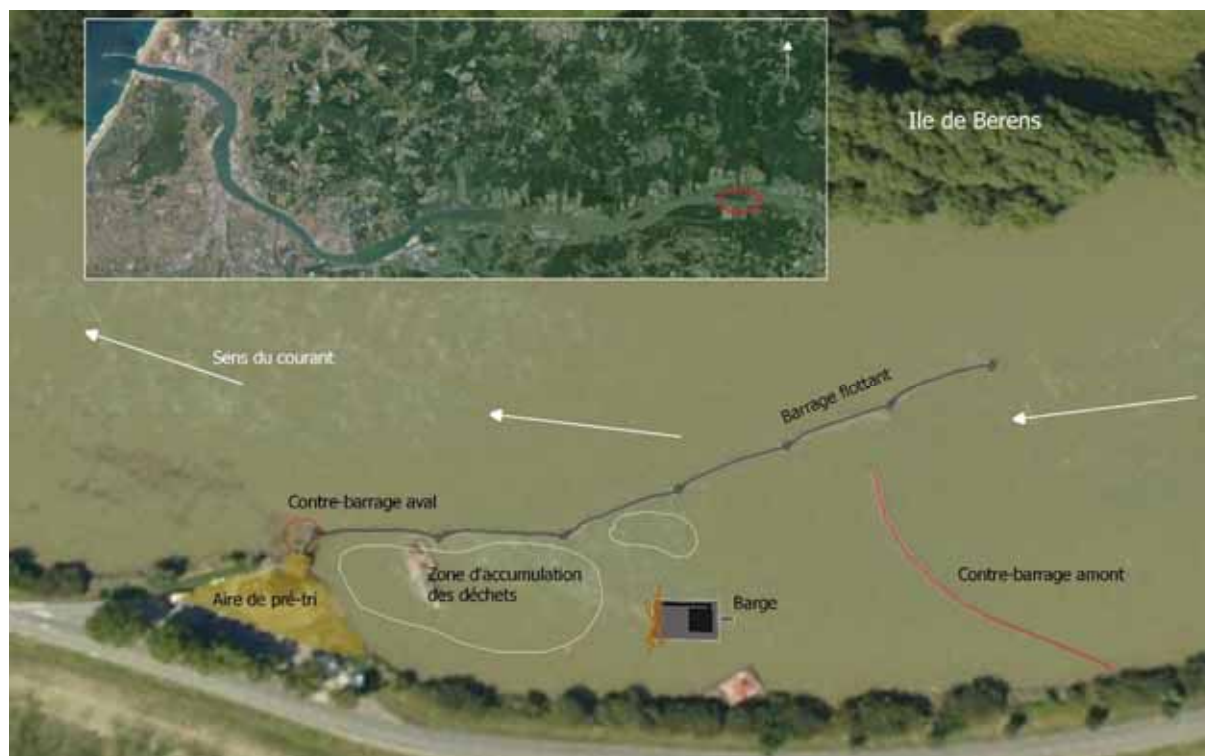 Ile de Berens
Sens du courant
Barrage flottant
Contre-barrage aval
Zone d'accumulation
des déchets
Contre-barrage amont
Aire de pré-tri
Barge